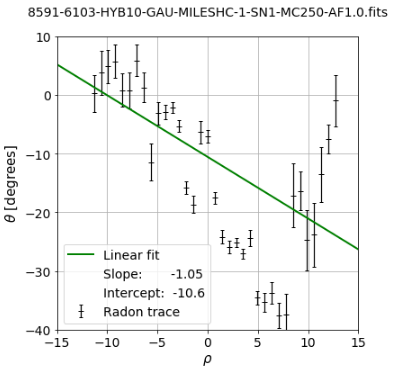 8591-6103-HYB10-GAU-MILESHC-1-SN1-MC250-AF1.0.fits
10
0
−10
−20
−30
−40
θ [degrees]
Linear fit
Slope: -1.05
Intercept: -10.6
Radon trace
−15 −10 −5 0 5 10 15
ρ